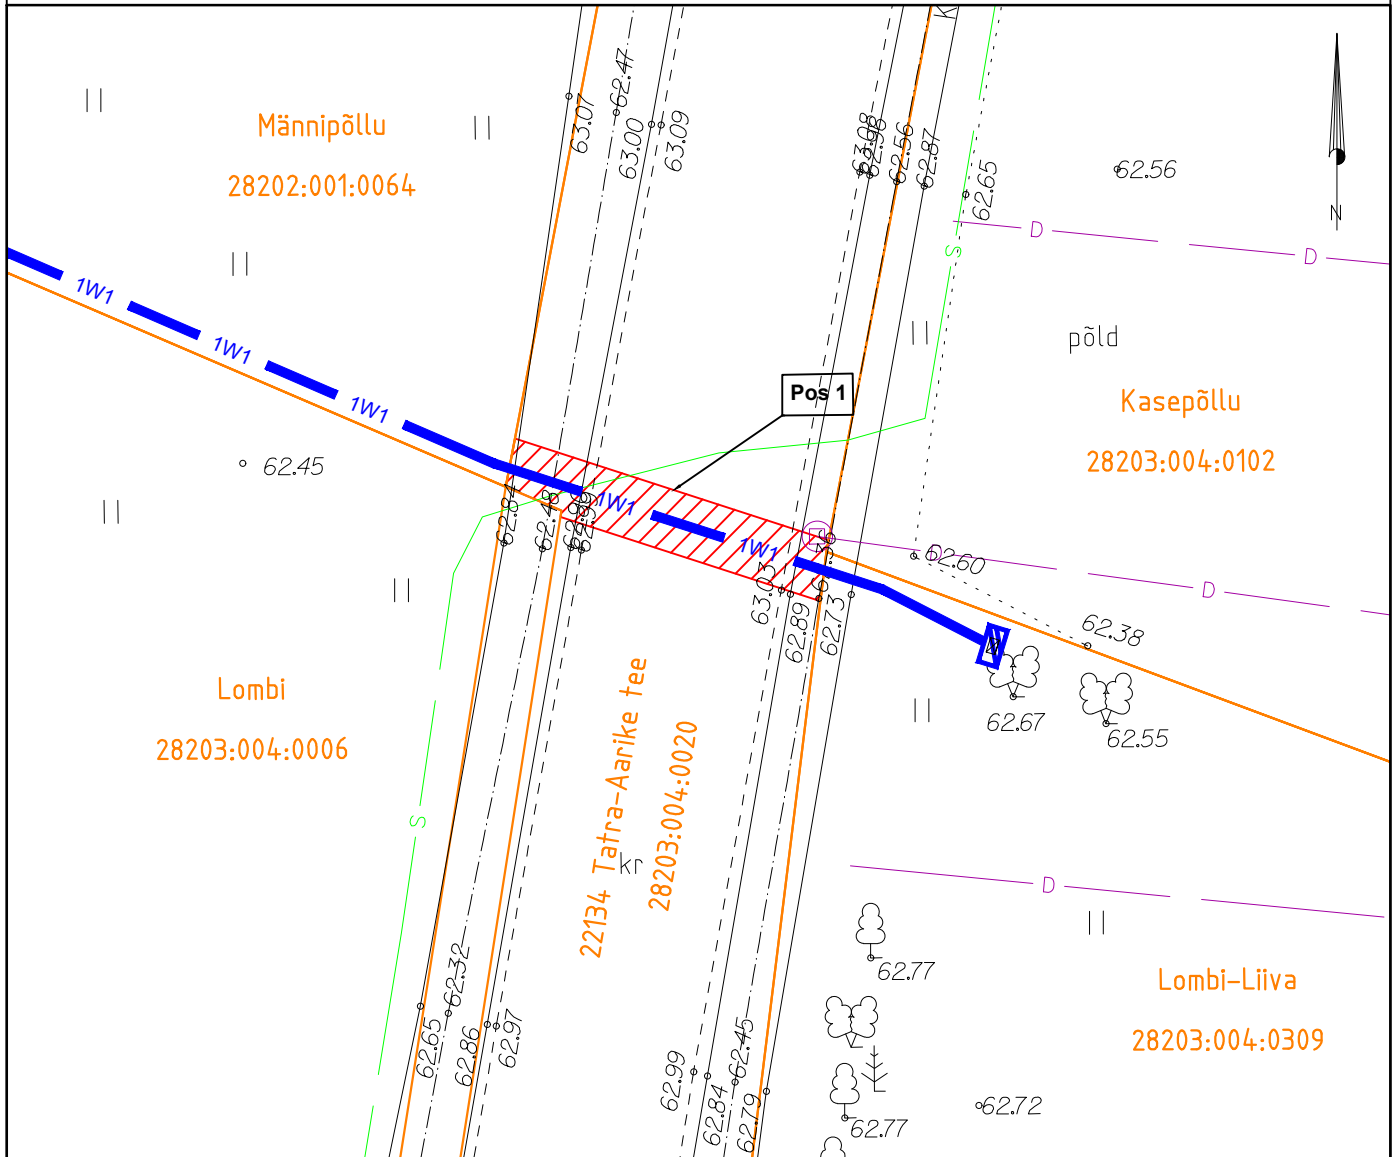 K
63.07
62.47
63.00
63.09
63.08
62.98
62.56
62.87
62.65
62.56
N
Männipõllu
28202:001:0064
S
D
D
1W1
1W1
1W1
põld
Pos 1
Kasepõllu
28203:004:0102
62.45
62.48
1W1
1W1
D
62.60
D
63.03
62.89
62.73
62.38
62.67
62.55
Lombi
28203:004:0006
22134 Tatra-Aarike tee
28203:004:0020
kr
S
D
62.77
Lombi-Liiva
28203:004:0309
62.32
62.65
62.86
62.97
62.99
62.84
62.45
62.79
62.77
62.72